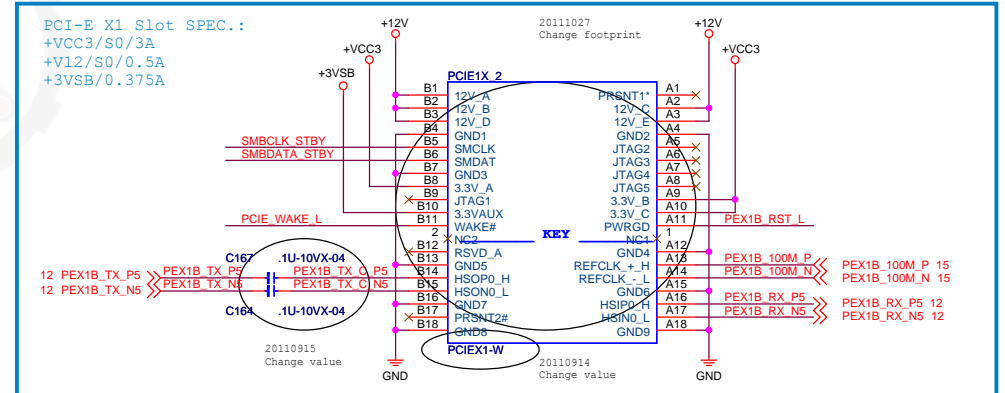 PCI-E X1 Slot SPEC.:
+VCC3/S0/3A
+V12/S0/0.5A
+3VSB/0.375A
+12V
+VCC3
+3VSB
20111027
Change footprint
+12V
+VCC3
PCIE1X_2
B1 12V_A PRSNT1* A1
B2 12V_B 12V_C A2
B3 12V_D 12V_E A3
B4 GND1 GND2 A4
SMBCLK_STBY B5 SMCLK JTAG2 A5
SMBDATA_STBY B6 SMDAT JTAG3 A6
B7 GND3 JTAG4 A7
B8 3.3V_A JTAG5 A8
B9 JTAG1 3.3V_B A9
B10 3.3VAUX 3.3V_C A10
PCIE_WAKE_L B11 WAKE# PWRGD A11 PEX1B_RST_L
2 NC2 KEY NC1 1
B12 RSVD_A GND4 A12
C167 .1U-10VX-04 B13 GND5 REFCLK_+_H A13 PEX1B_100M_P PEX1B_100M_P 15
12 PEX1B_TX_P5 PEX1B_TX_P5 PEX1B_TX_C_P5 B14 HSOP0_H REFCLK_-_L A14 PEX1B_100M_N PEX1B_100M_N 15
12 PEX1B_TX_N5 PEX1B_TX_N5 PEX1B_TX_C_N5 B15 HSON0_L GND6 A15
B16 GND7 HSIP0_H A16 PEX1B_RX_P5 PEX1B_RX_P5 12
C164 .1U-10VX-04 B17 PRSNT2# HSIN0_L A17 PEX1B_RX_N5 PEX1B_RX_N5 12
B18 GND8 GND9 A18
PCIEX1-W
20110915
Change value
GND
20110914
Change value
GND